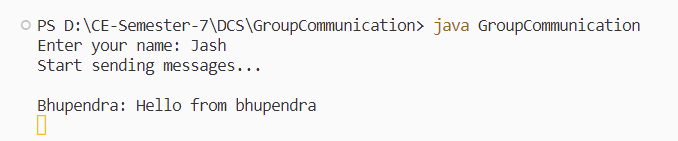 PS D:\CE-Semester-7\DCS\GroupCommunication> java GroupCommunication
Enter your name: Jash
Start sending messages...
Bhupendra: Hello from bhupendra